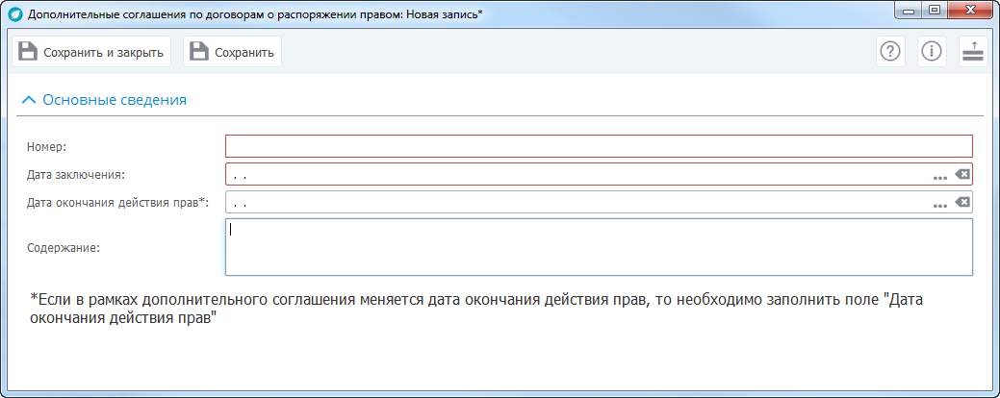 Дополнительные соглашения по договорам о распоряжении правом: Новая запись*
Сохранить и закрыть
Сохранить
Основные сведения
Номер:
Дата заключения:
. .
...
Дата окончания действия прав*:
. .
...
Содержание:
*Если в рамках дополнительного соглашения меняется дата окончания действия прав, то необходимо заполнить поле "Дата
окончания действия прав"